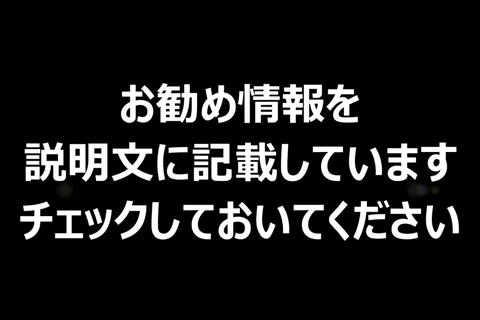 お勧め情報を
説明文に記載しています
チェックしておいてください